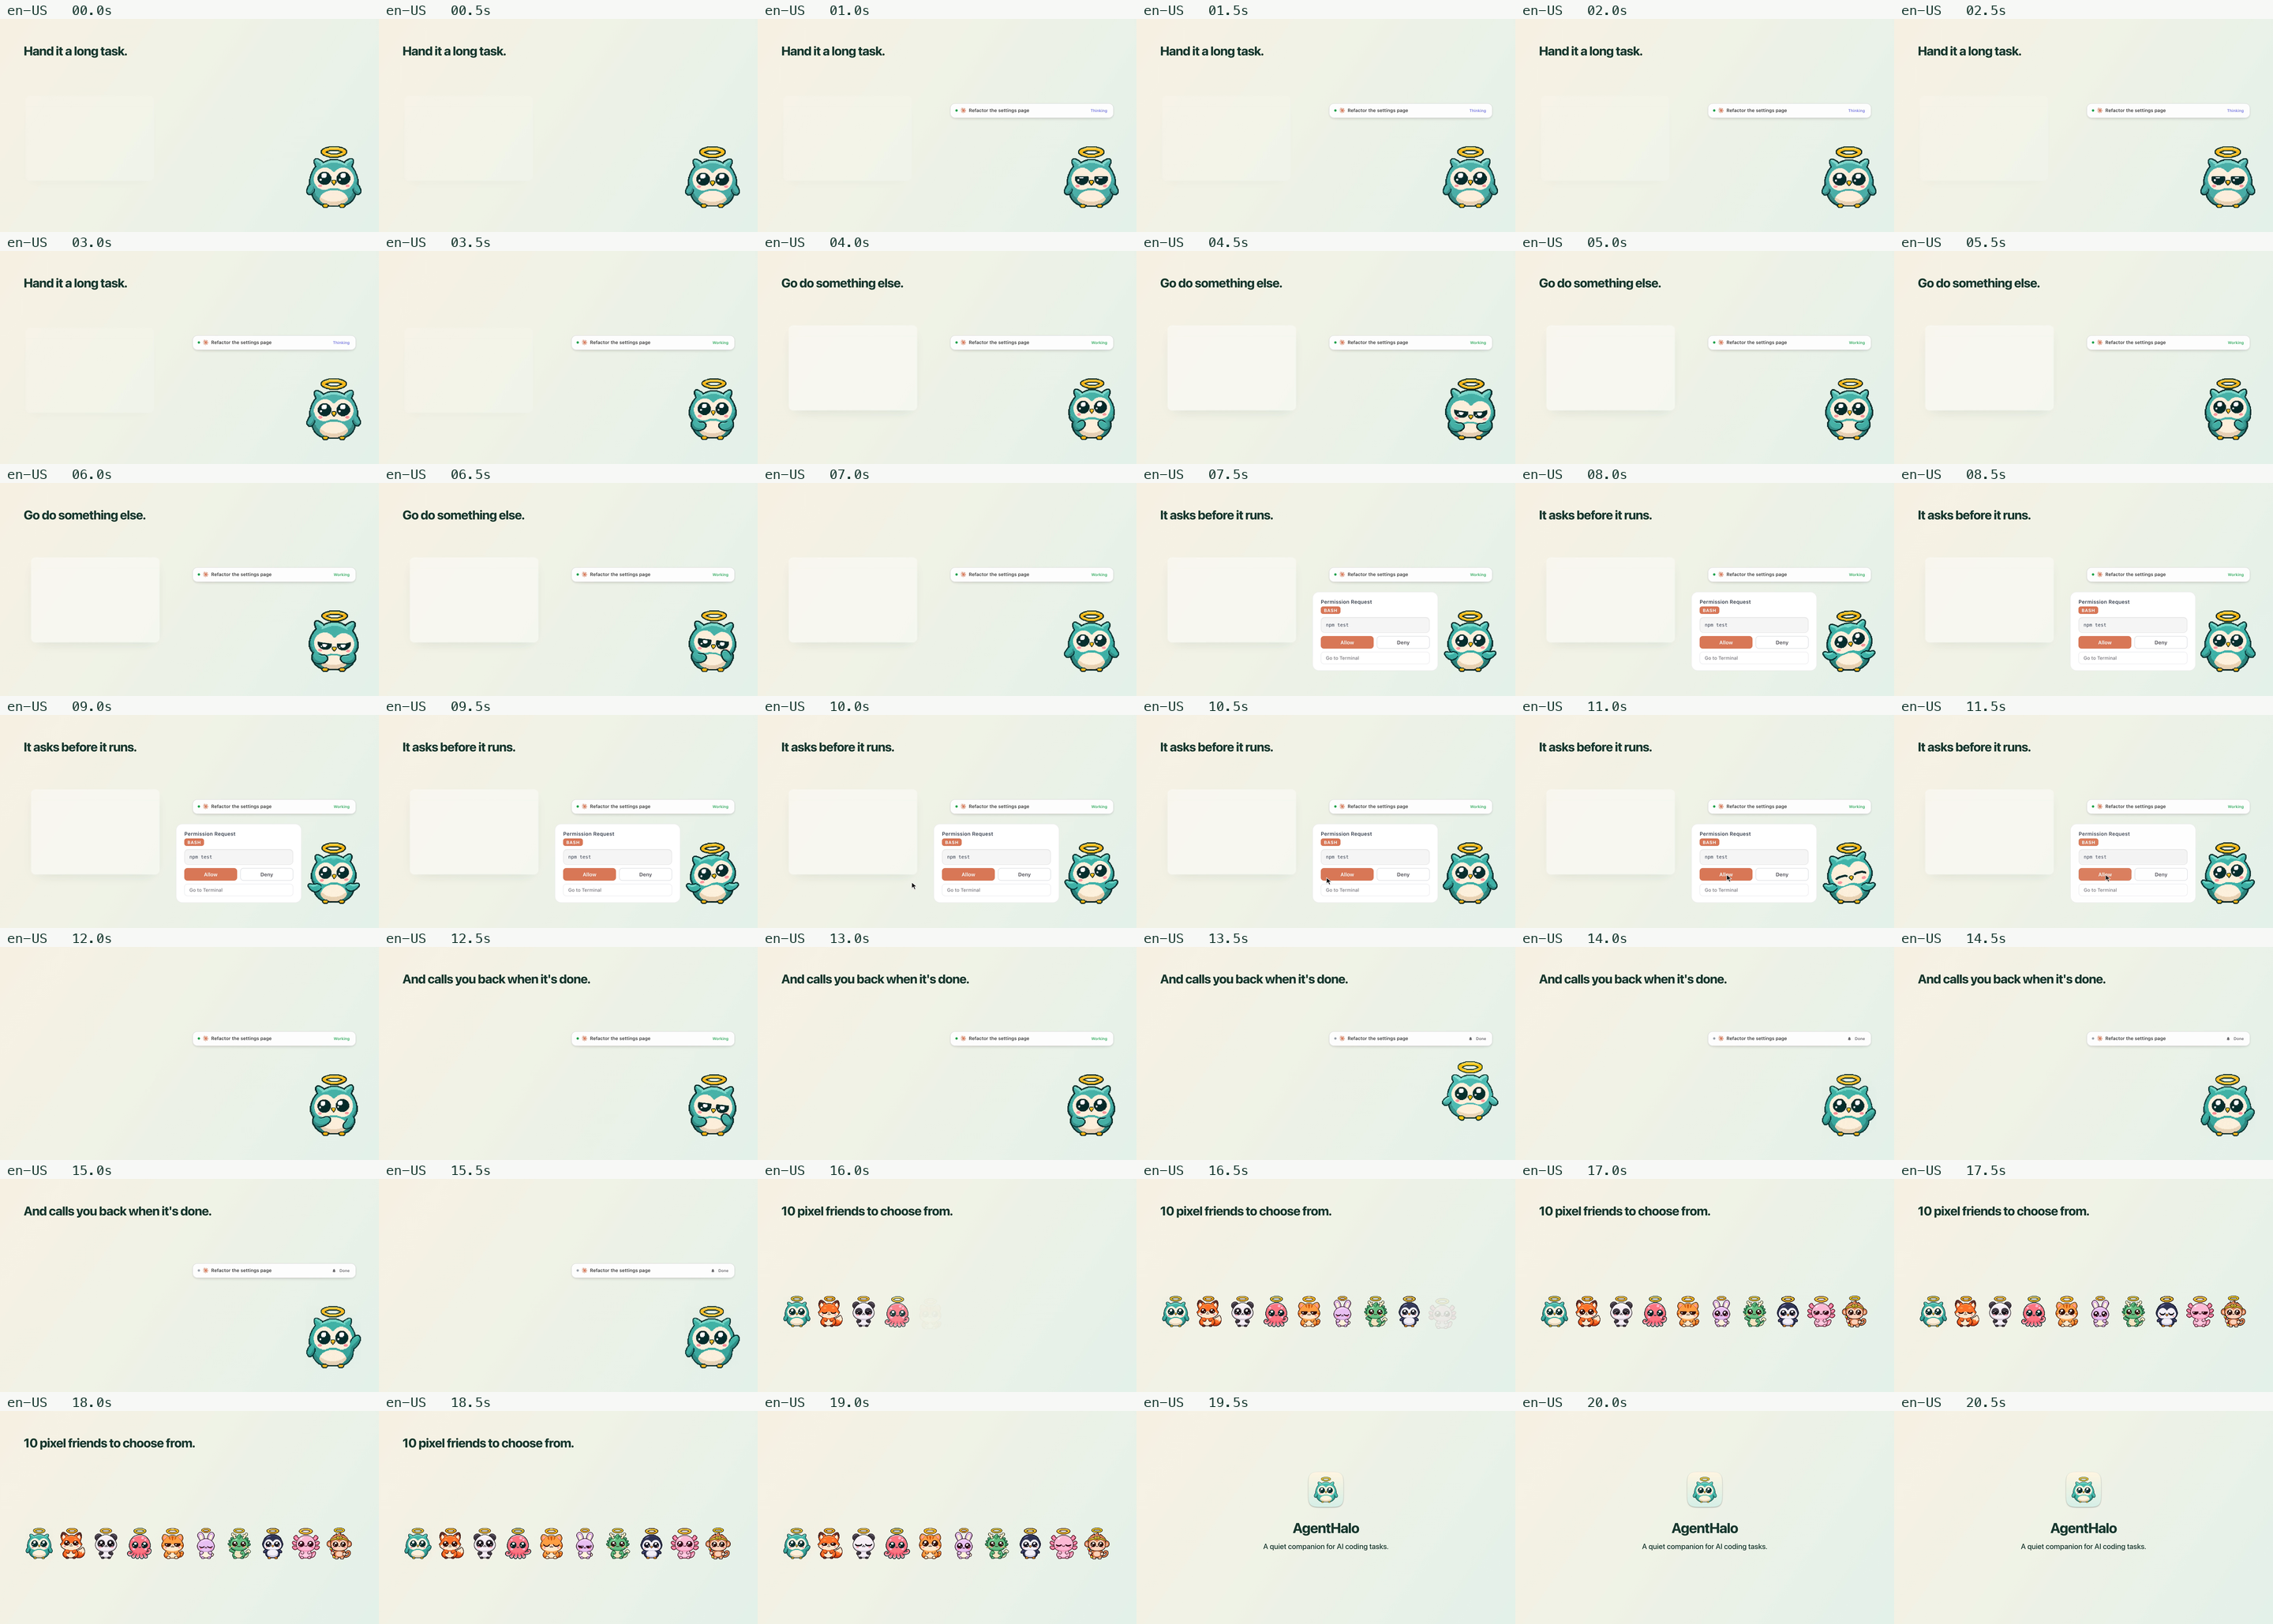 en-US 00.0s en-US 00.5s en-US 01.0s en-US 01.5s en-US 02.0s en-US 02.5s
Hand it a long task. Hand it a long task. Hand it a long task. Hand it a long task. Hand it a long task. Hand it a long task.
Refactor the settings page Thinking Refactor the settings page Thinking Refactor the settings page Thinking Refactor the settings page Thinking
en-US 03.0s en-US 03.5s en-US 04.0s en-US 04.5s en-US 05.0s en-US 05.5s
Hand it a long task. Go do something else. Go do something else. Go do something else. Go do something else.
Refactor the settings page Thinking Refactor the settings page Working Refactor the settings page Working Refactor the settings page Working Refactor the settings page Working Refactor the settings page Working
en-US 06.0s en-US 06.5s en-US 07.0s en-US 07.5s en-US 08.0s en-US 08.5s
Go do something else. Go do something else. It asks before it runs. It asks before it runs. It asks before it runs.
Refactor the settings page Working Refactor the settings page Working Refactor the settings page Working Refactor the settings page Working Refactor the settings page Working Refactor the settings page Working
Permission Request Permission Request Permission Request
BASH BASH BASH
npm test npm test npm test
Allow Deny Allow Deny Allow Deny
Go to Terminal Go to Terminal Go to Terminal
en-US 09.0s en-US 09.5s en-US 10.0s en-US 10.5s en-US 11.0s en-US 11.5s
It asks before it runs. It asks before it runs. It asks before it runs. It asks before it runs. It asks before it runs. It asks before it runs.
Refactor the settings page Working Refactor the settings page Working Refactor the settings page Working Refactor the settings page Working Refactor the settings page Working Refactor the settings page Working
Permission Request Permission Request Permission Request Permission Request Permission Request Permission Request
BASH BASH BASH BASH BASH BASH
npm test npm test npm test npm test npm test npm test
Allow Deny Allow Deny Allow Deny Allow Deny Allow Deny Allow Deny
Go to Terminal Go to Terminal Go to Terminal Go to Terminal Go to Terminal Go to Terminal
en-US 12.0s en-US 12.5s en-US 13.0s en-US 13.5s en-US 14.0s en-US 14.5s
And calls you back when it's done. And calls you back when it's done. And calls you back when it's done. And calls you back when it's done. And calls you back when it's done.
Refactor the settings page Working Refactor the settings page Working Refactor the settings page Working Refactor the settings page Done Refactor the settings page Done Refactor the settings page Done
en-US 15.0s en-US 15.5s en-US 16.0s en-US 16.5s en-US 17.0s en-US 17.5s
And calls you back when it's done. 10 pixel friends to choose from. 10 pixel friends to choose from. 10 pixel friends to choose from. 10 pixel friends to choose from.
Refactor the settings page Done Refactor the settings page Done
en-US 18.0s en-US 18.5s en-US 19.0s en-US 19.5s en-US 20.0s en-US 20.5s
10 pixel friends to choose from. 10 pixel friends to choose from.
AgentHalo AgentHalo AgentHalo
A quiet companion for AI coding tasks. A quiet companion for AI coding tasks. A quiet companion for AI coding tasks.